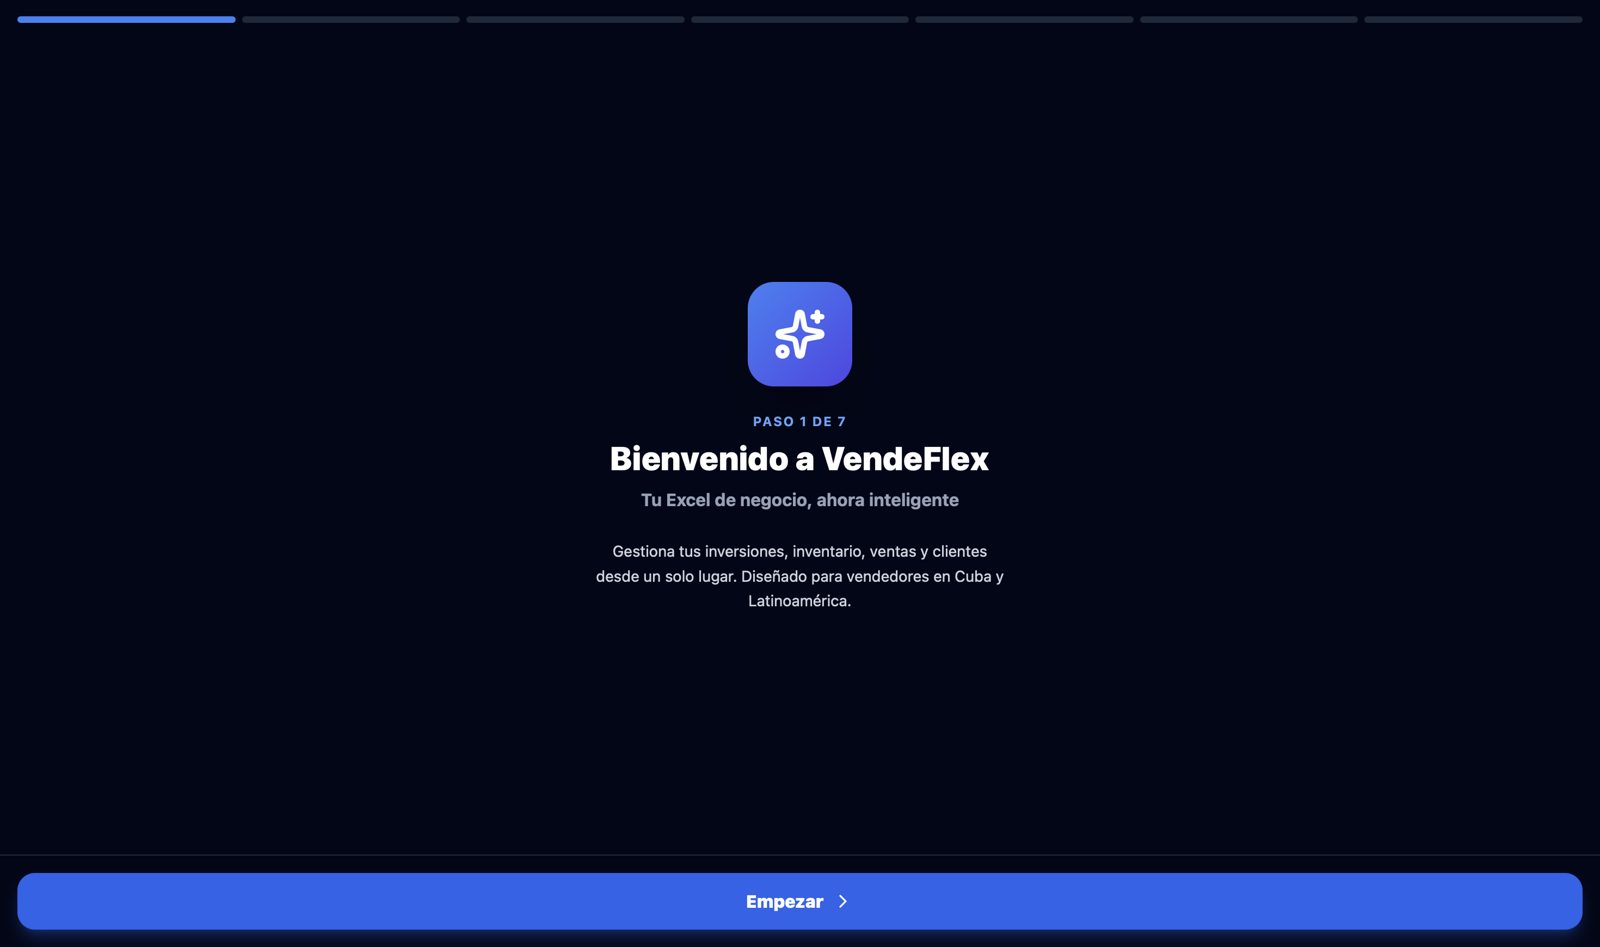 PASO 1 DE 7
Bienvenido a VendeFlex
Tu Excel de negocio, ahora inteligente
Gestiona tus inversiones, inventario, ventas y clientes
desde un solo lugar. Diseñado para vendedores en Cuba y
Latinoamérica.
Empezar